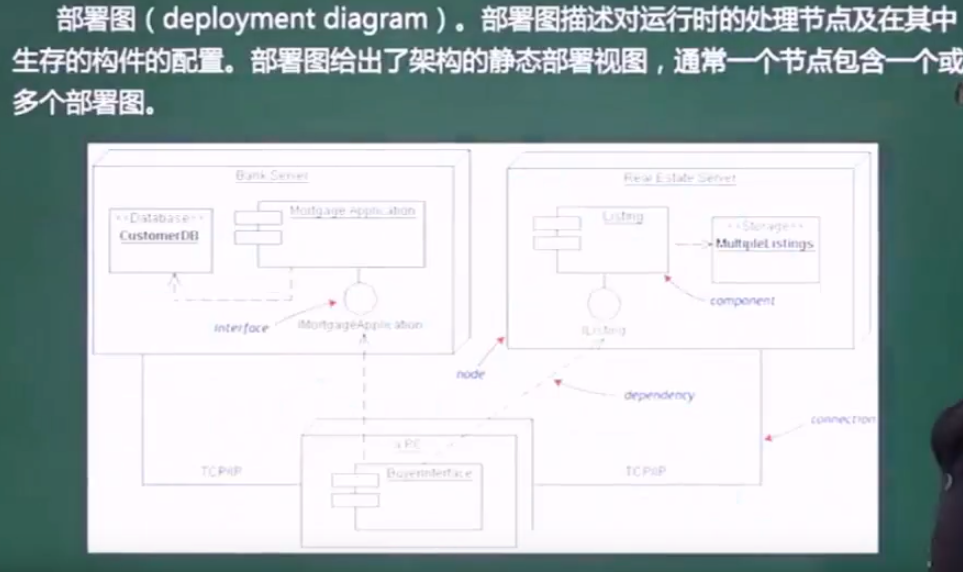 部署图（deployment diagram）。部署图描述对运行时的处理节点及在其中
生存的构件的配置。部署图给出了架构的静态部署视图，通常一个节点包含一个或
多个部署图。
Bank Server
Real Estate Server
<<Database>>
CustomerDB
Mortgage Application
Listing
<<Storage>>
MultipleListings
component
interface
IMortgageApplication
IListing
node
dependency
connection
a PC
TCP/IP
BuyerInterface
TCP/IP